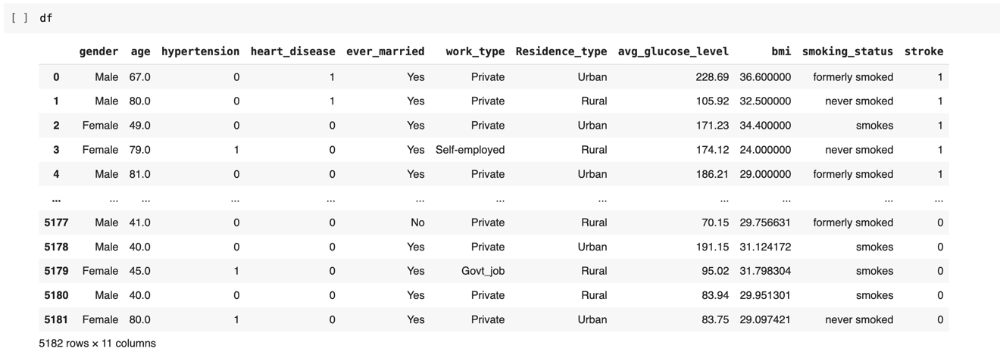 [ ] df
gender age hypertension heart_disease ever_married work_type Residence_type avg_glucose_level bmi smoking_status stroke
0 Male 67.0 0 1 Yes Private Urban 228.69 36.600000 formerly smoked 1
1 Male 80.0 0 1 Yes Private Rural 105.92 32.500000 never smoked 1
2 Female 49.0 0 0 Yes Private Urban 171.23 34.400000 smokes 1
3 Female 79.0 1 0 Yes Self-employed Rural 174.12 24.000000 never smoked 1
4 Male 81.0 0 0 Yes Private Urban 186.21 29.000000 formerly smoked 1
... ... ... ... ... ... ... ... ... ... ... ...
5177 Male 41.0 0 0 No Private Rural 70.15 29.756631 formerly smoked 0
5178 Male 40.0 0 0 Yes Private Urban 191.15 31.124172 smokes 0
5179 Female 45.0 1 0 Yes Govt_job Rural 95.02 31.798304 smokes 0
5180 Male 40.0 0 0 Yes Private Rural 83.94 29.951301 smokes 0
5181 Female 80.0 1 0 Yes Private Urban 83.75 29.097421 never smoked 0
5182 rows × 11 columns